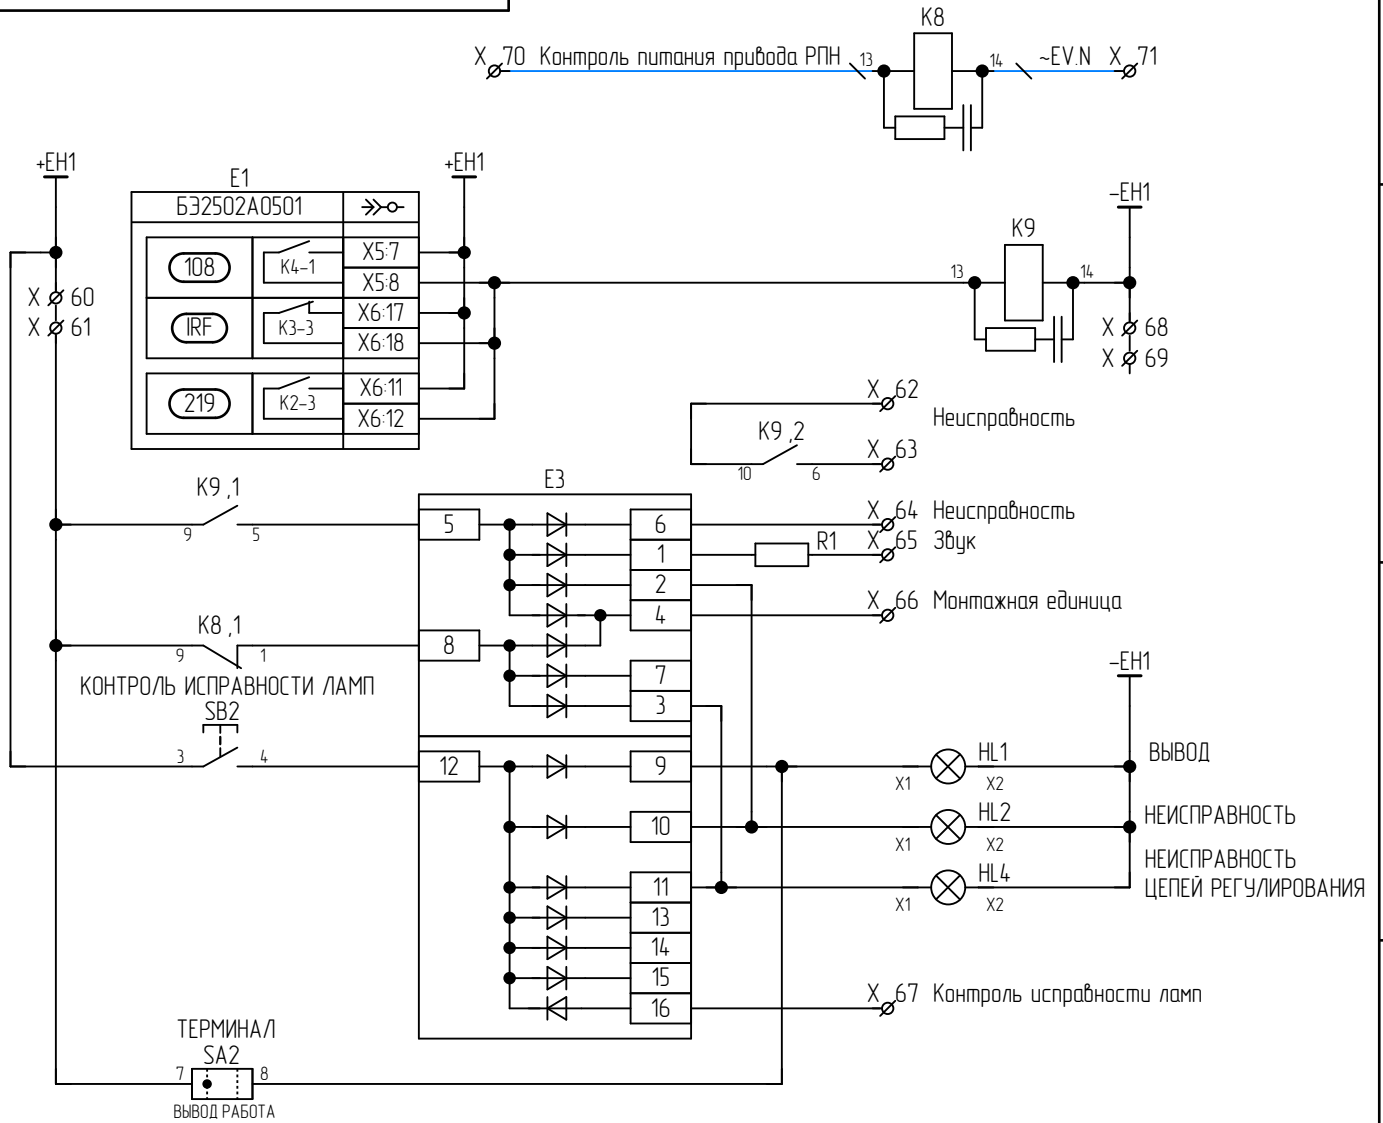 K8
X 70 Контроль питания привода РПН 13 14 ~EV.N X 71
+EH1
E1
+EH1
-EH1
БЭ2502А0501
K9
108 K4-1 X5:7
X5:8
13 14
X 60
IRF K3-3 X6:17
X 61
X 68
X6:18
X 69
219 K2-3 X6:11
X6:12
X 62
Неисправность
K9 ,2
10 6
X 63
K9 ,1
9 5
E3
5 6 X 64 Неисправность
1 R1 X 65 Звук
2
4 X 66 Монтажная единица
K8 ,1
9 1
8
7
3
-EH1
КОНТРОЛЬ ИСПРАВНОСТИ ЛАМП
SB2
3 4
12 9 X1 HL1 X2 ВЫВОД
10 X1 HL2 X2 НЕИСПРАВНОСТЬ
11 X1 HL4 X2 НЕИСПРАВНОСТЬ
ЦЕПЕЙ РЕГУЛИРОВАНИЯ
13
14
15
16 X 67 Контроль исправности ламп
ТЕРМИНАЛ
SA2
7 8
ВЫВОД РАБОТА